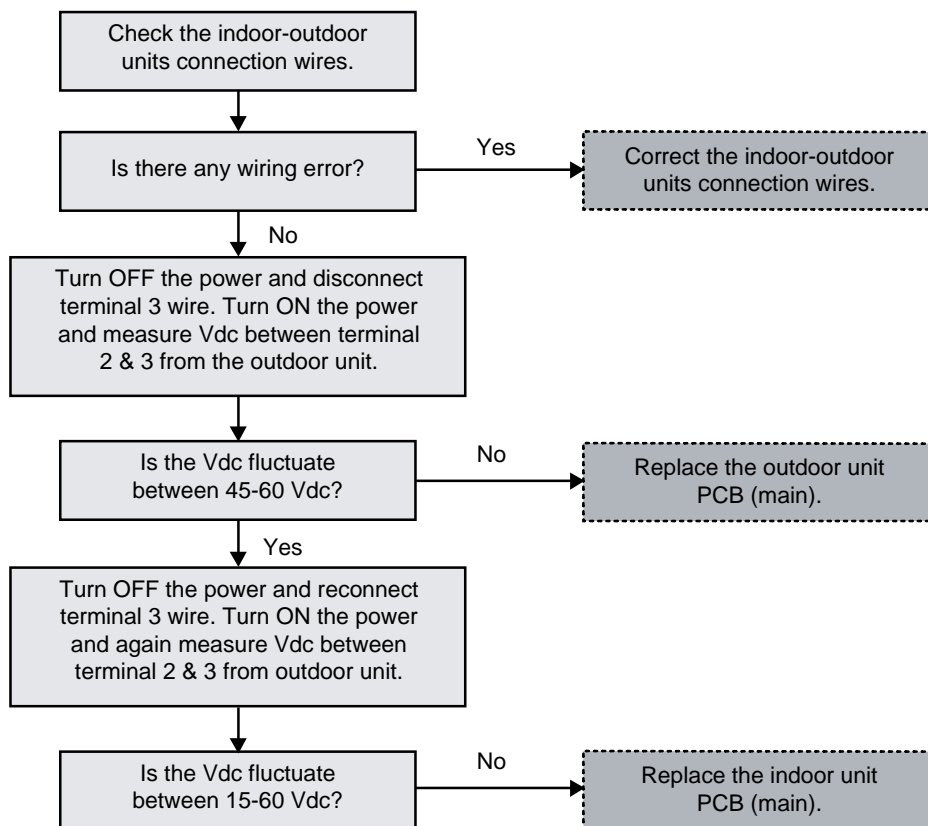 Check the indoor-outdoor
units connection wires.
Is there any wiring error?
Yes
Correct the indoor-outdoor
units connection wires.
No
Turn OFF the power and disconnect
terminal 3 wire. Turn ON the power
and measure Vdc between terminal
2 & 3 from the outdoor unit.
Is the Vdc fluctuate
between 45-60 Vdc?
No
Replace the outdoor unit
PCB (main).
Yes
Turn OFF the power and reconnect
terminal 3 wire. Turn ON the power
and again measure Vdc between
terminal 2 & 3 from outdoor unit.
Is the Vdc fluctuate
between 15-60 Vdc?
No
Replace the indoor unit
PCB (main).